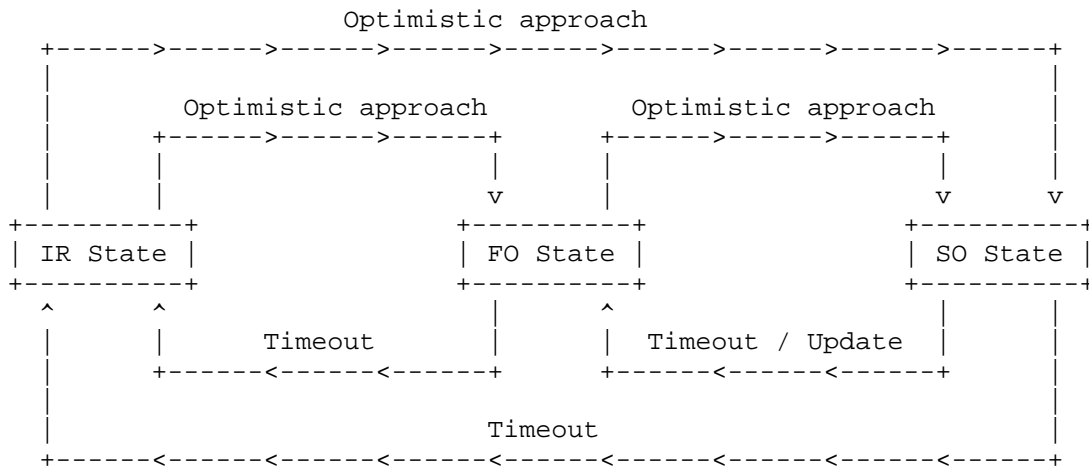 Optimistic approach
Optimistic approach Optimistic approach
IR State FO State SO State
Timeout Timeout / Update
Timeout